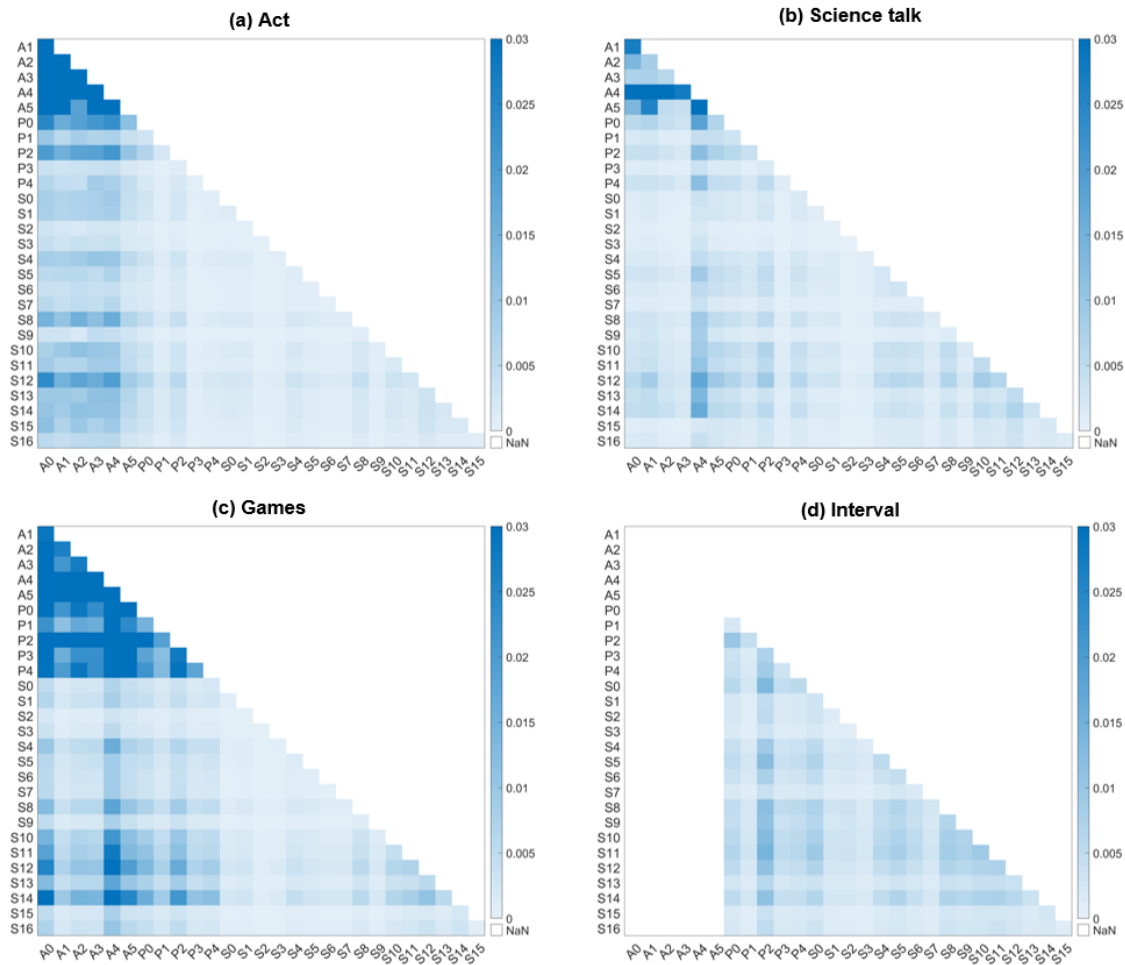 (a) Act
A1
A2
A3
A4
A5
P0
P1
P2
P3
P4
S0
S1
S2
S3
S4
S5
S6
S7
S8
S9
S10
S11
S12
S13
S14
S15
S16
A0 A1 A2 A3 A4 A5 P0 P1 P2 P3 P4 S0 S1 S2 S3 S4 S5 S6 S7 S8 S9 S10 S11 S12 S13 S14 S15
0.03
0.025
0.02
0.015
0.01
0.005
0
NaN
(b) Science talk
A1
A2
A3
A4
A5
P0
P1
P2
P3
P4
S0
S1
S2
S3
S4
S5
S6
S7
S8
S9
S10
S11
S12
S13
S14
S15
S16
A0 A1 A2 A3 A4 A5 P0 P1 P2 P3 P4 S0 S1 S2 S3 S4 S5 S6 S7 S8 S9 S10 S11 S12 S13 S14 S15
0.03
0.025
0.02
0.015
0.01
0.005
0
NaN
(c) Games
A1
A2
A3
A4
A5
P0
P1
P2
P3
P4
S0
S1
S2
S3
S4
S5
S6
S7
S8
S9
S10
S11
S12
S13
S14
S15
S16
A0 A1 A2 A3 A4 A5 P0 P1 P2 P3 P4 S0 S1 S2 S3 S4 S5 S6 S7 S8 S9 S10 S11 S12 S13 S14 S15
0.03
0.025
0.02
0.015
0.01
0.005
0
NaN
(d) Interval
A1
A2
A3
A4
A5
P0
P1
P2
P3
P4
S0
S1
S2
S3
S4
S5
S6
S7
S8
S9
S10
S11
S12
S13
S14
S15
S16
A0 A1 A2 A3 A4 A5 P0 P1 P2 P3 P4 S0 S1 S2 S3 S4 S5 S6 S7 S8 S9 S10 S11 S12 S13 S14 S15
0.03
0.025
0.02
0.015
0.01
0.005
0
NaN